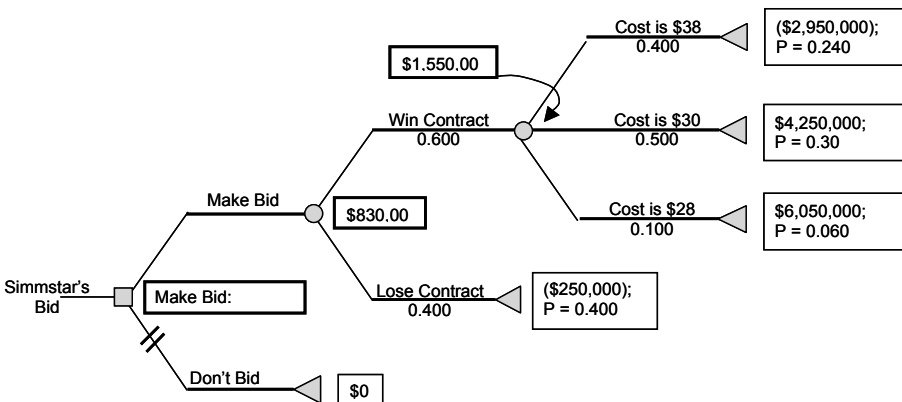 Cost is $38
0.400
($2,950,000);
P = 0.240
$1,550.00
Win Contract
0.600
Cost is $30
0.500
$4,250,000;
P = 0.30
Make Bid
$830.00
Cost is $28
0.100
$6,050,000;
P = 0.060
Simmstar's
Bid
Make Bid:
Lose Contract
0.400
($250,000);
P = 0.400
Don't Bid
$0